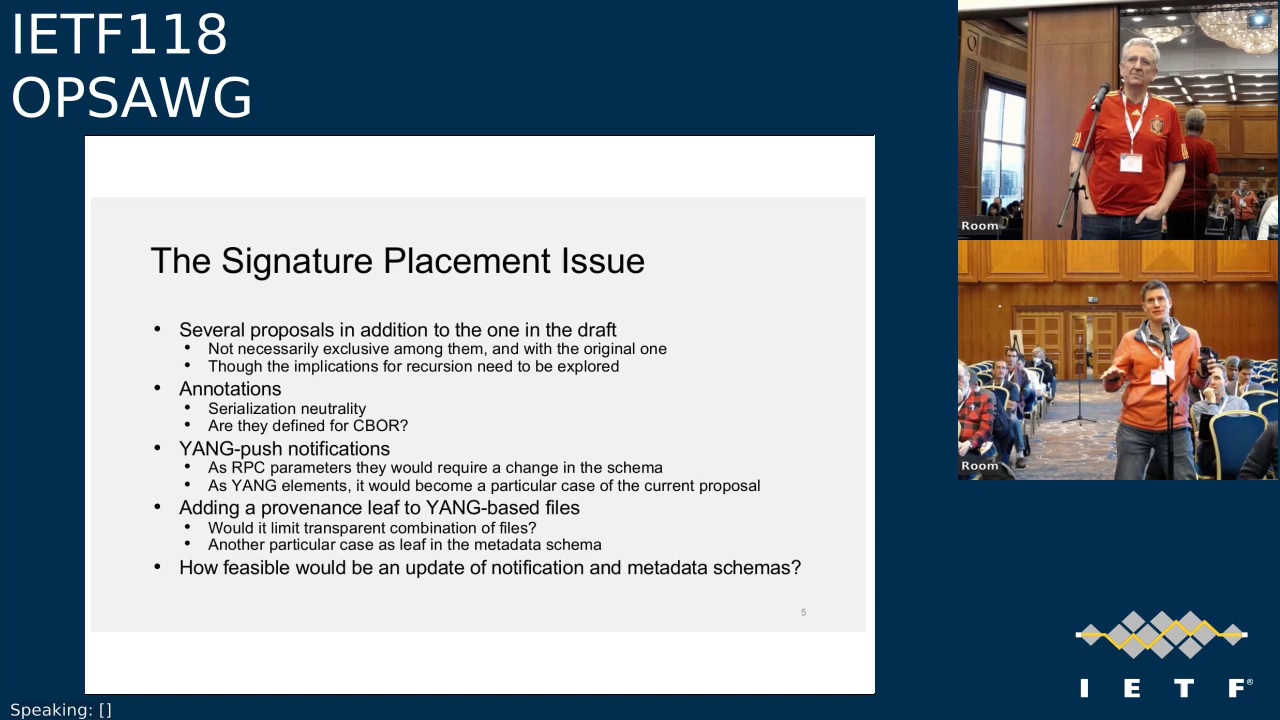 IETF118
OPSAWG
The Signature Placement Issue
• Several proposals in addition to the one in the draft
• Not necessarily exclusive among them, and with the original one
• Though the implications for recursion need to be explored
• Annotations
• Serialization neutrality
• Are they defined for CBOR?
• YANG-push notifications
• As RPC parameters they would require a change in the schema
• As YANG elements, it would become a particular case of the current proposal
• Adding a provenance leaf to YANG-based files
• Would it limit transparent combination of files?
• Another particular case as leaf in the metadata schema
• How feasible would be an update of notification and metadata schemas?
5
Room
Room
I E T F®
Speaking: []